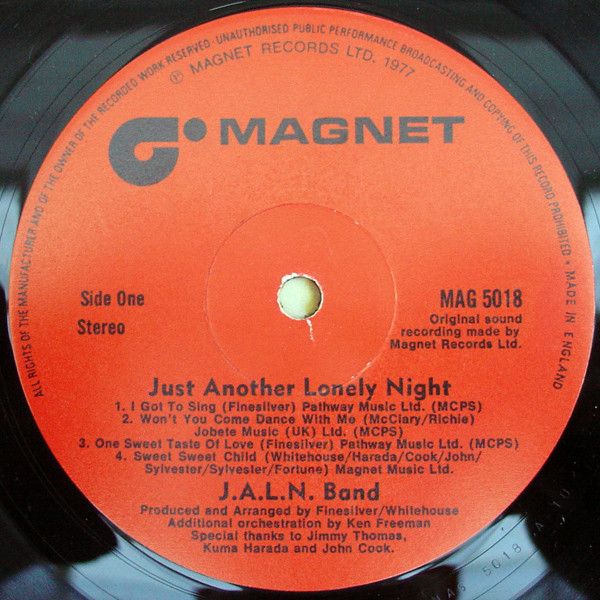 ALL RIGHTS OF THE MANUFACTURER AND OF THE OWNER OF THE RECORDED WORK RESERVED · UNAUTHORISED PUBLIC PERFORMANCE BROADCASTING AND COPYING OF THIS RECORD PROHIBITED • MADE IN ENGLAND
℗ MAGNET RECORDS LTD. 1977
MAGNET
Side One
Stereo
MAG 5018
Original sound
recording made by
Magnet Records Ltd.
Just Another Lonely Night
1. I Got To Sing (Finesilver) Pathway Music Ltd. (MCPS)
2. Won't You Come Dance With Me (McClary/Richie)
Jobete Music (UK) Ltd. (MCPS)
3. One Sweet Taste Of Love (Finesilver) Pathway Music Ltd. (MCPS)
4. Sweet Sweet Child (Whitehouse/Harada/Cook/John/
Sylvester/Sylvester/Fortune) Magnet Music Ltd.
J.A.L.N. Band
Produced and Arranged by Finesilver/Whitehouse
Additional orchestration by Ken Freeman
Special thanks to Jimmy Thomas,
Kuma Harada and John Cook.